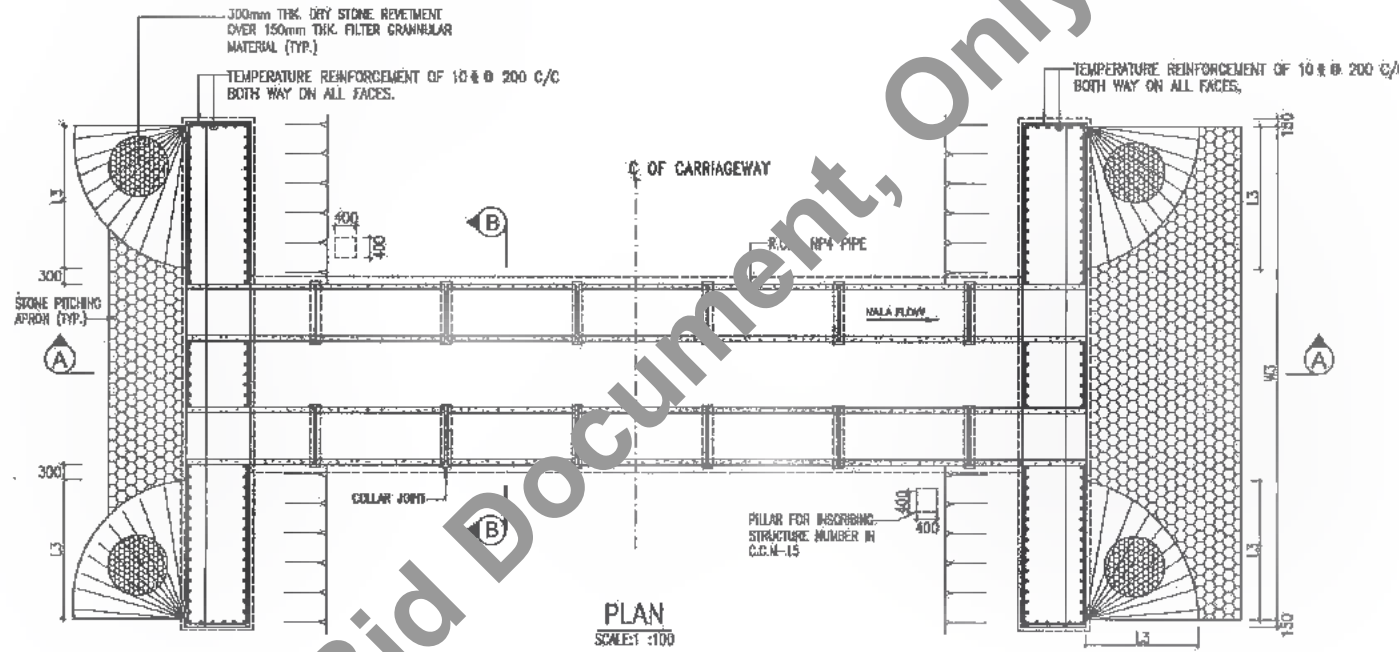 300mm THK. DRY STONE REVETMENT
OVER 150mm THK. FILTER GRANNULAR
MATERIAL (TYP.)
TEMPERATURE REINFORCEMENT OF 10 @ 200 C/C
BOTH WAY ON ALL FACES.
TEMPERATURE REINFORCEMENT OF 10 @ 200 C/
BOTH WAY ON ALL FACES,
150
℄ OF CARRIAGEWAY
L3
L3
400
400
B
R.C.C. NP4 PIPE
300
STONE PITCHING
APRON (TYP.)
NALA FLOW
A
A
W3
300
COLLAR JOINT
400
400
PILLAR FOR INSCRIBING
STRUCTURE NUMBER IN
C.C.M-15
B
L3
L3
PLAN
SCALE:1 :100
L3
150
Bid Document, Only